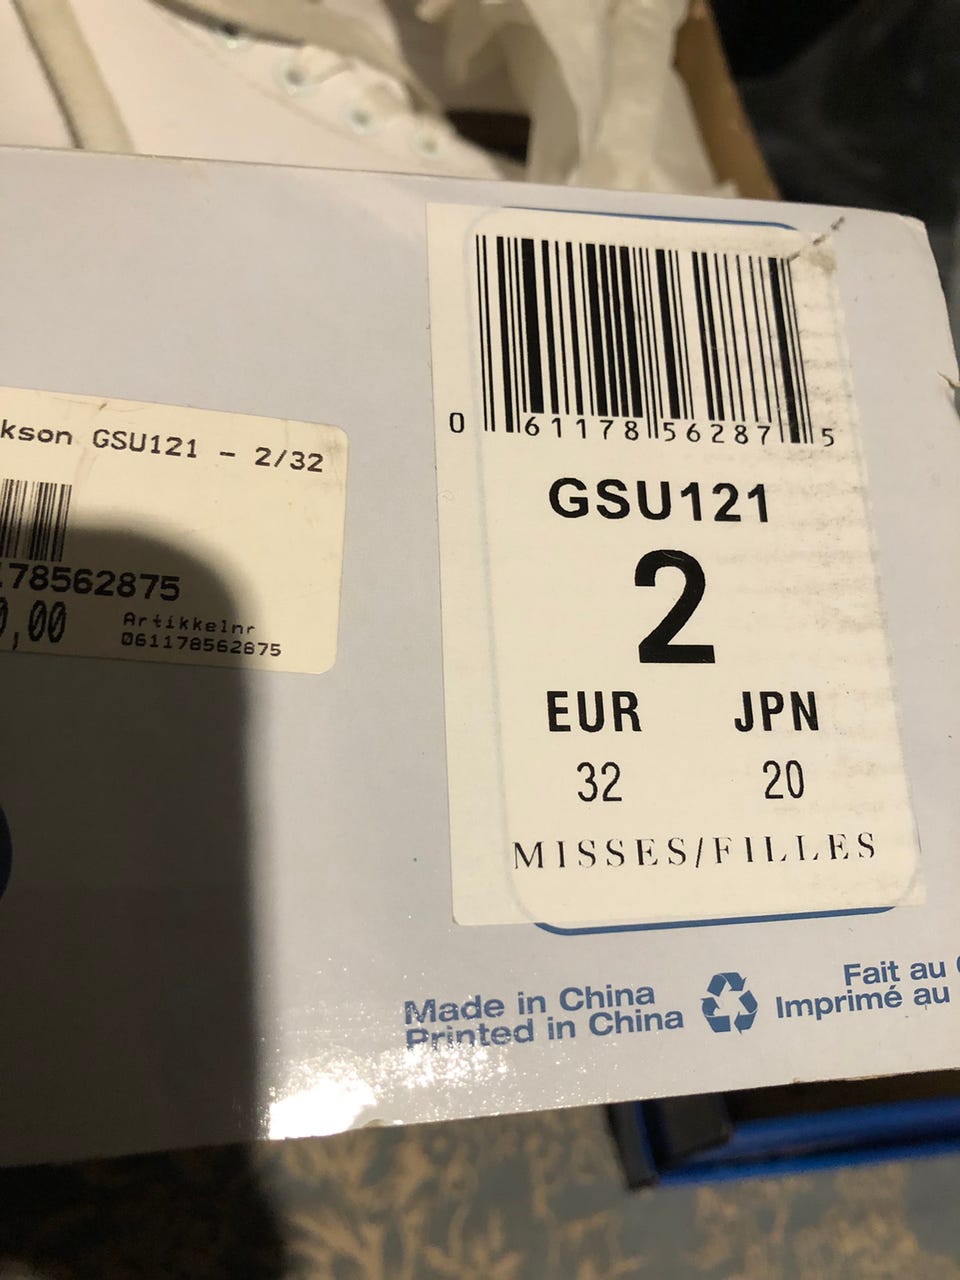 kson GSU121 - 2/32
178562875
0,00
Artikkelnr
061178562875
0 61178 56287 5
GSU121
2
EUR JPN
32 20
MISSES/FILLES
Made in China
Printed in China
Fait au
Imprimé au